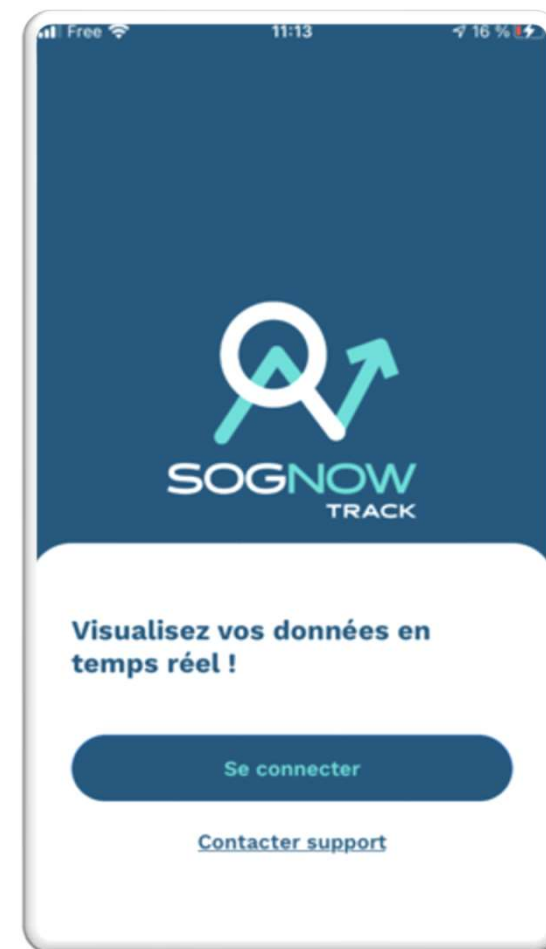 Free 11:13 16 %
SOGNOW
TRACK
Visualisez vos données en
temps réel !
Se connecter
Contacter support